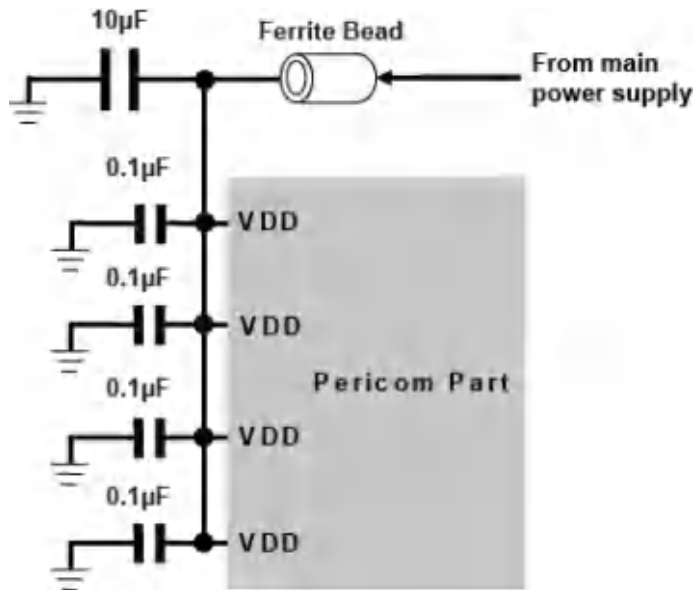 10µF
Ferrite Bead
From main
power supply
0.1µF
VDD
0.1µF
VDD
Pericom Part
0.1µF
VDD
0.1µF
VDD